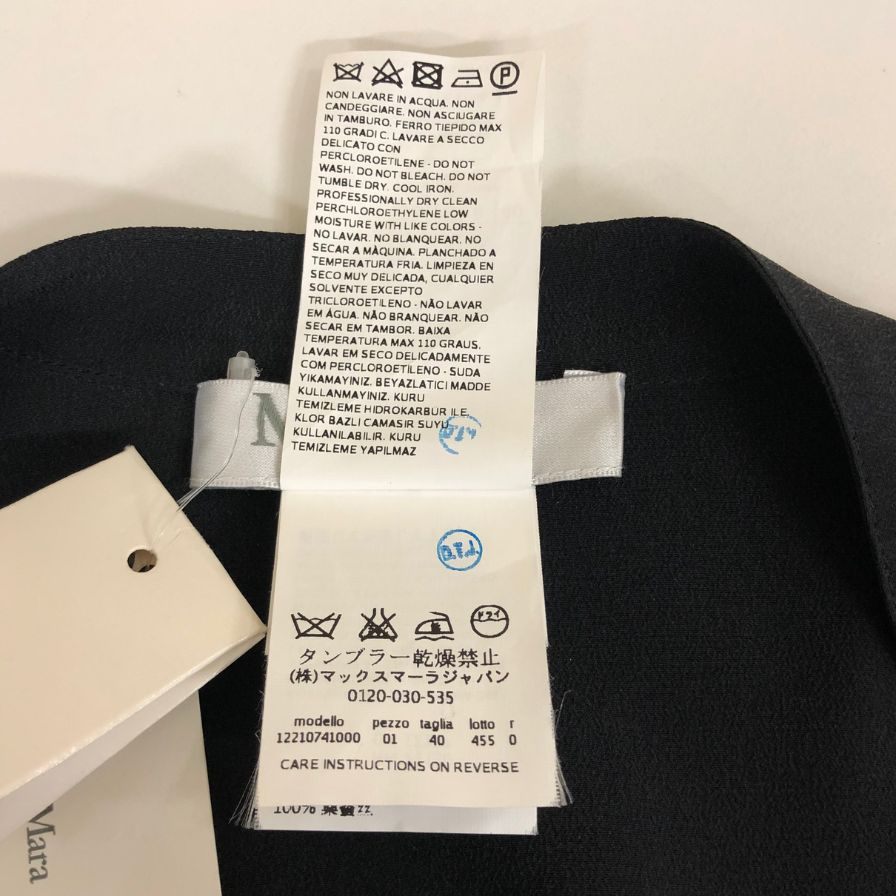 P
NON LAVARE IN ACQUA. NON
CANDEGGIARE. NON ASCIUGARE
IN TAMBURO. FERRO TIEPIDO MAX
110 GRADI C. LAVARE A SECCO
DELICATO CON
PERCLOROETILENE - DO NOT
WASH. DO NOT BLEACH. DO NOT
TUMBLE DRY. COOL IRON.
PROFESSIONALLY DRY CLEAN
PERCHLOROETHYLENE LOW
MOISTURE WITH LIKE COLORS -
NO LAVAR. NO BLANQUEAR. NO
SECAR A MÀQUINA. PLANCHADO A
TEMPERATURA FRIA. LIMPIEZA EN
SECO MUY DELICADA, CUALQUIER
SOLVENTE EXCEPTO
TRICLOROETILENO - NÃO LAVAR
EM ÁGUA. NÃO BRANQUEAR. NÃO
SECAR EM TAMBOR. BAIXA
TEMPERATURA MAX 110 GRAUS.
LAVAR EM SECO DELICADAMENTE
COM PERCLOROETILEN - SUDA
YIKAMAYINIZ. BEYAZLATICI MADDE
KULLANMAYINIZ. KURU
TEMIZLEME HIDROKARBUR ILE.
KLOR BAZLI CAMASIR SUYU
KULLANILABILIR. KURU
TEMIZLEME YAPILMAZ
M
ドライ
タンブラー乾燥禁止
(株)マックスマーラジャパン
0120-030-535
modello pezzo taglia lotto r
12210741000 01 40 455 0
CARE INSTRUCTIONS ON REVERSE
100%
Mara